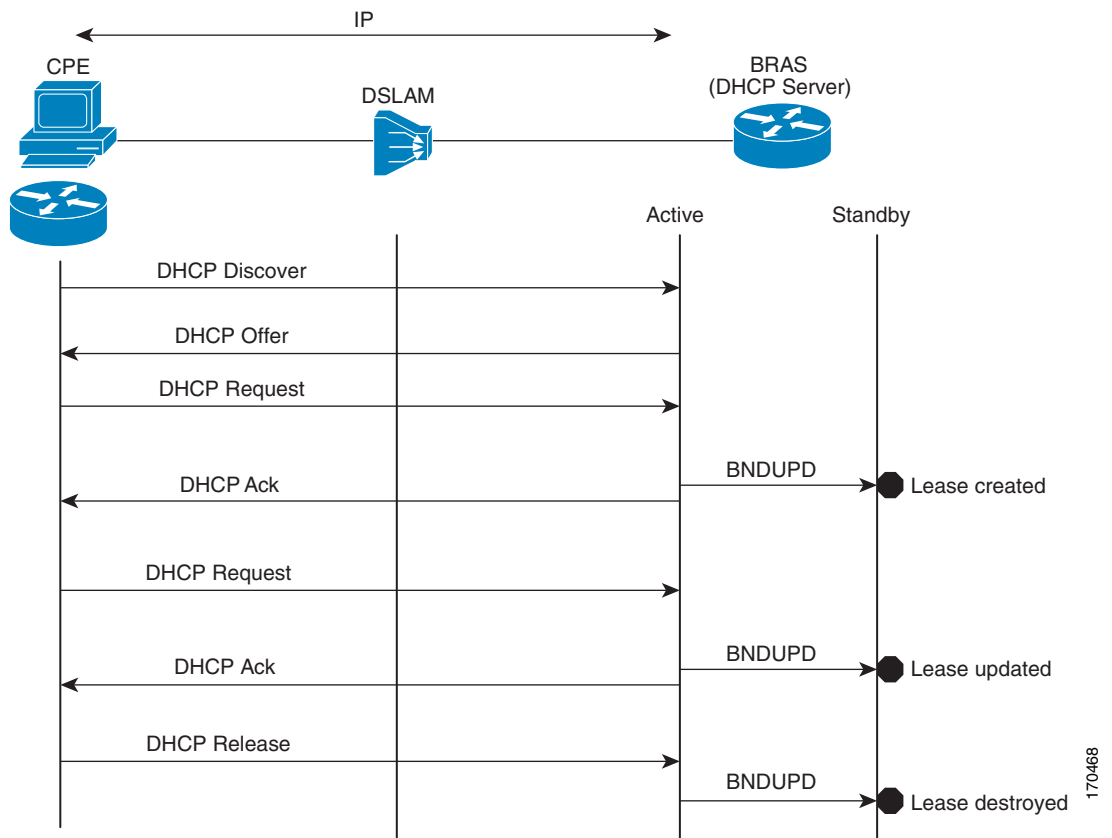 IP
CPE
DSLAM
BRAS
(DHCP Server)
Active
Standby
DHCP Discover
DHCP Offer
DHCP Request
BNDUPD
DHCP Ack
Lease created
DHCP Request
BNDUPD
DHCP Ack
Lease updated
DHCP Release
BNDUPD
Lease destroyed
170468